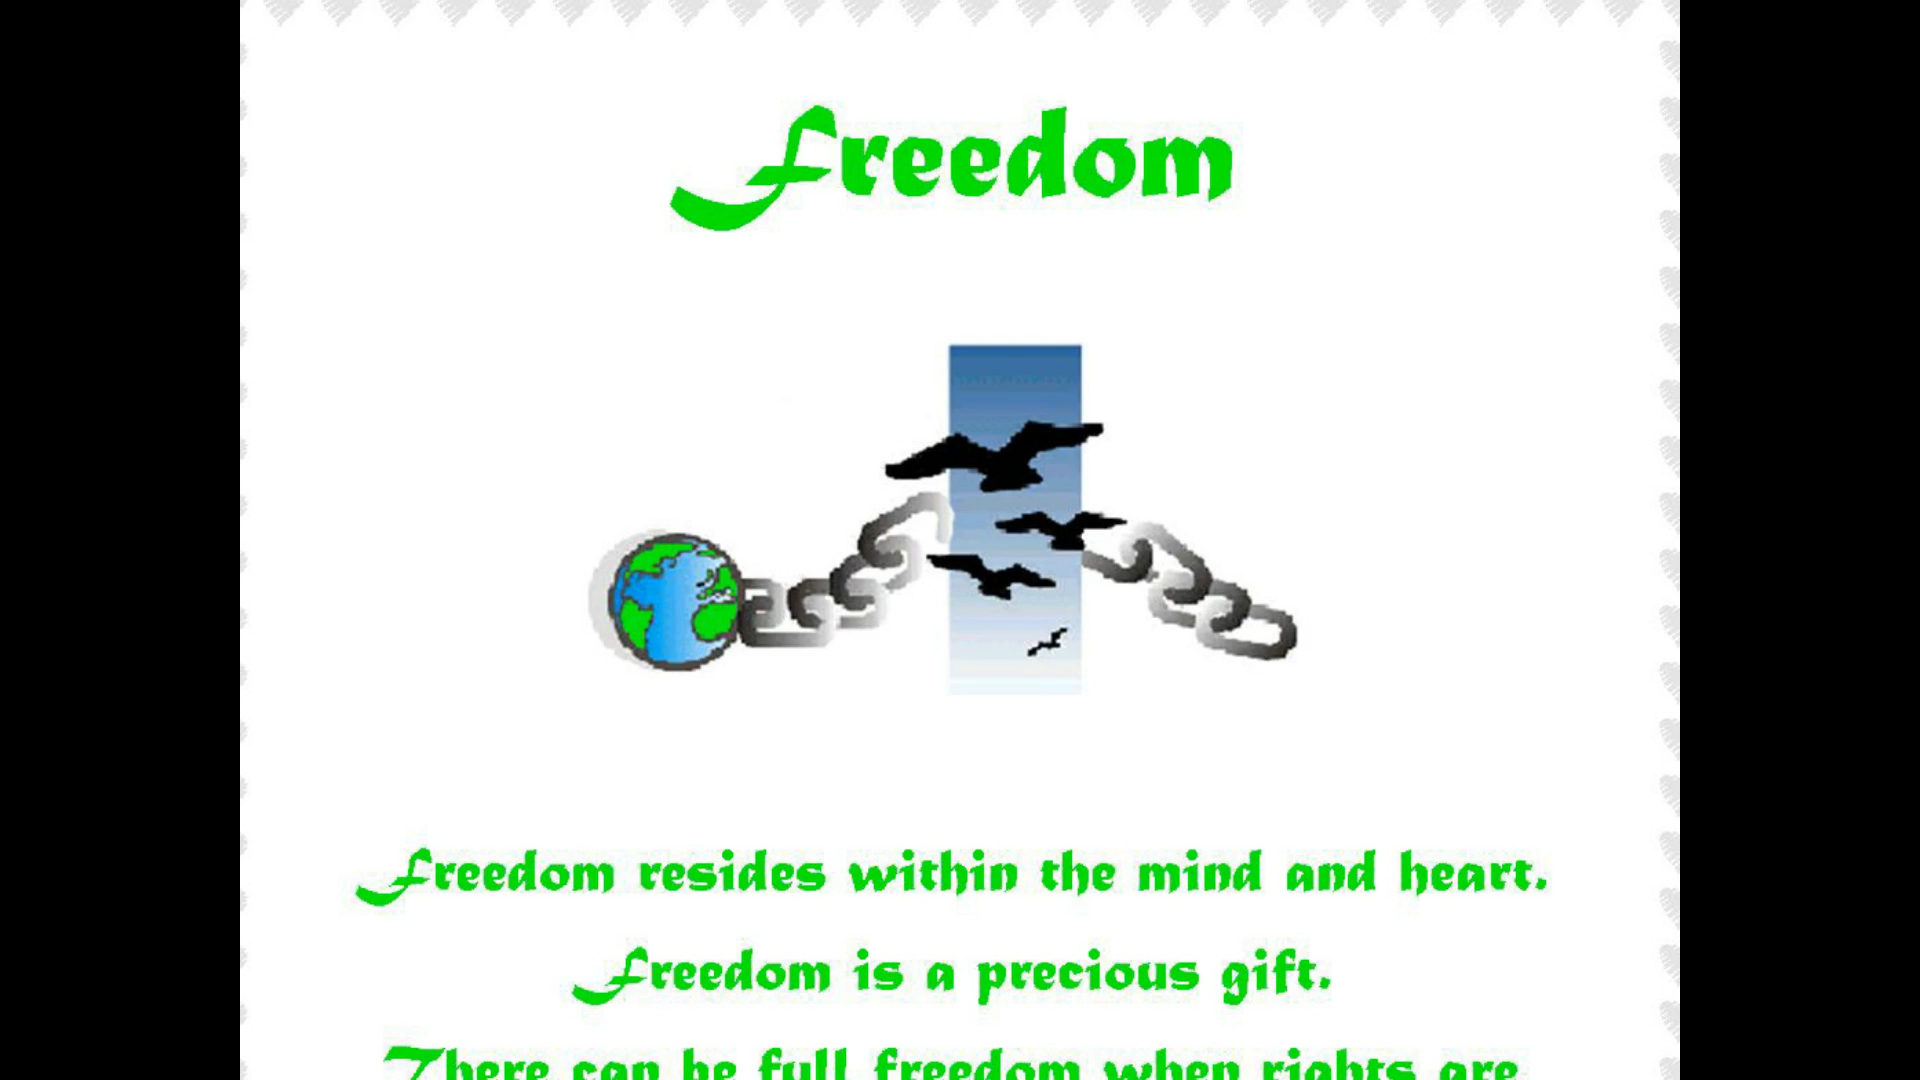 Freedom
Freedom resides within the mind and heart.
Freedom is a precious gift.
There can be full freedom when rights are